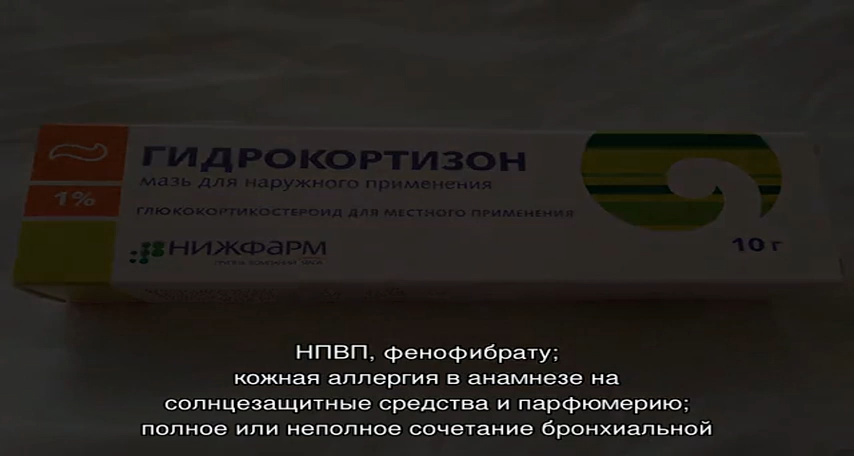 ГИДРОКОРТИЗОН
мазь для наружного применения
1%
ГЛЮКОКОРТИКОСТЕРОИД ДЛЯ МЕСТНОГО ПРИМЕНЕНИЯ
НИЖФАРМ
10 г
НПВП, фенофибрату;
кожная аллергия в анамнезе на
солнцезащитные средства и парфюмерию;
полное или неполное сочетание бронхиальной